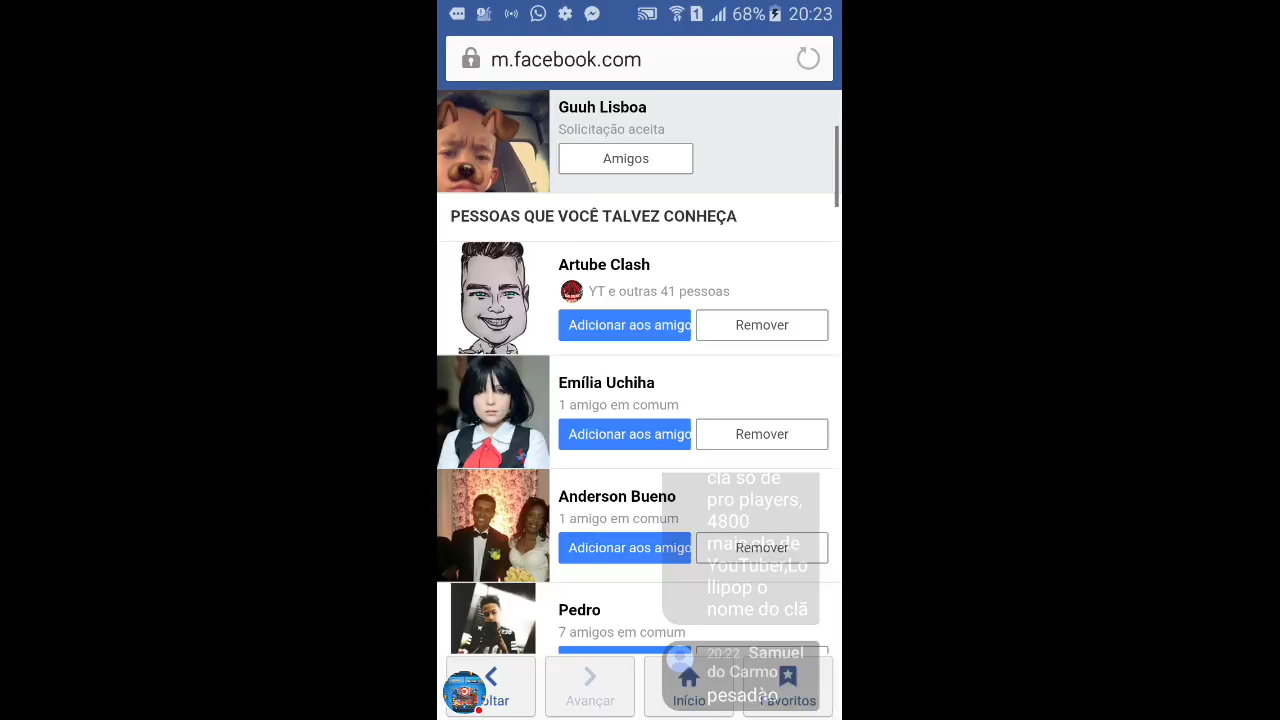 68% 20:23
m.facebook.com
Guuh Lisboa
Solicitação aceita
Amigos
PESSOAS QUE VOCÊ TALVEZ CONHEÇA
Artube Clash
YT e outras 41 pessoas
Adicionar aos amigo
Remover
Emília Uchiha
1 amigo em comum
Adicionar aos amigo
Remover
Anderson Bueno
1 amigo em comum
Adicionar aos amigo
Remover
cla so de
pro players,
4800
mais,cla de
YouTuber,Lo
llipop o
nome do clã
Pedro
7 amigos em comum
20:22 Samuel
do Carmo
pesadão
oltar
Avançar
Início
Favoritos